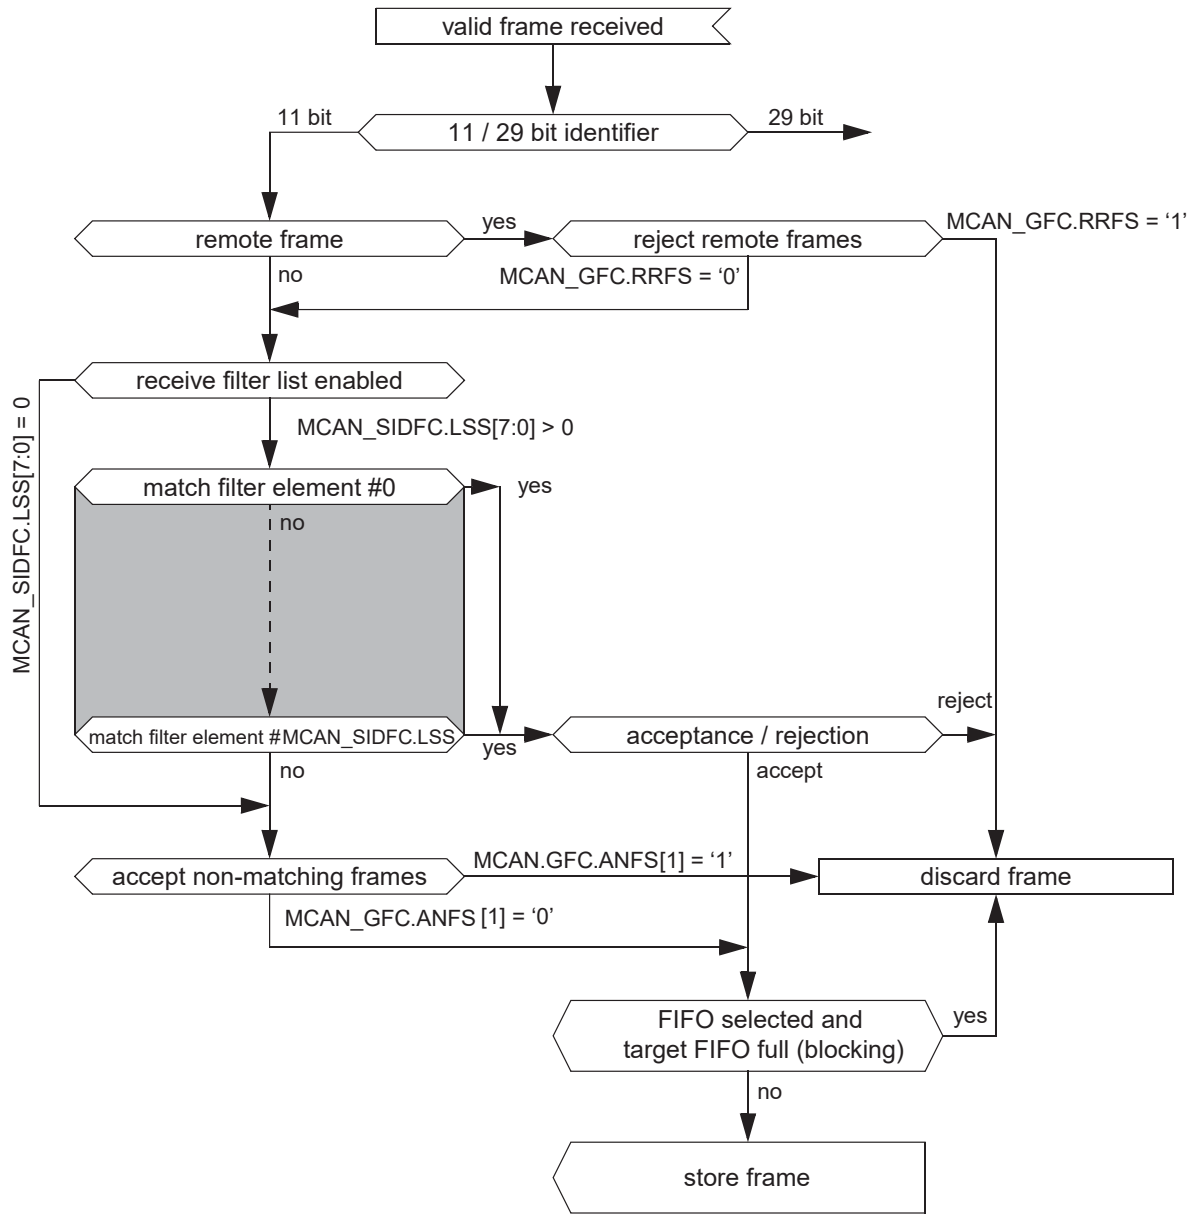 valid frame received
11 bit
11 / 29 bit identifier
29 bit
remote frame
yes
reject remote frames
MCAN_GFC.RRFS = ‘1’
no
MCAN_GFC.RRFS = ‘0’
receive filter list enabled
MCAN_SIDFC.LSS[7:0] = 0
MCAN_SIDFC.LSS[7:0] > 0
match filter element #0
yes
no
reject
match filter element #MCAN_SIDFC.LSS
yes
acceptance / rejection
no
accept
accept non-matching frames
MCAN.GFC.ANFS[1] = ‘1’
discard frame
MCAN_GFC.ANFS [1] = ‘0’
FIFO selected and
target FIFO full (blocking)
yes
no
store frame